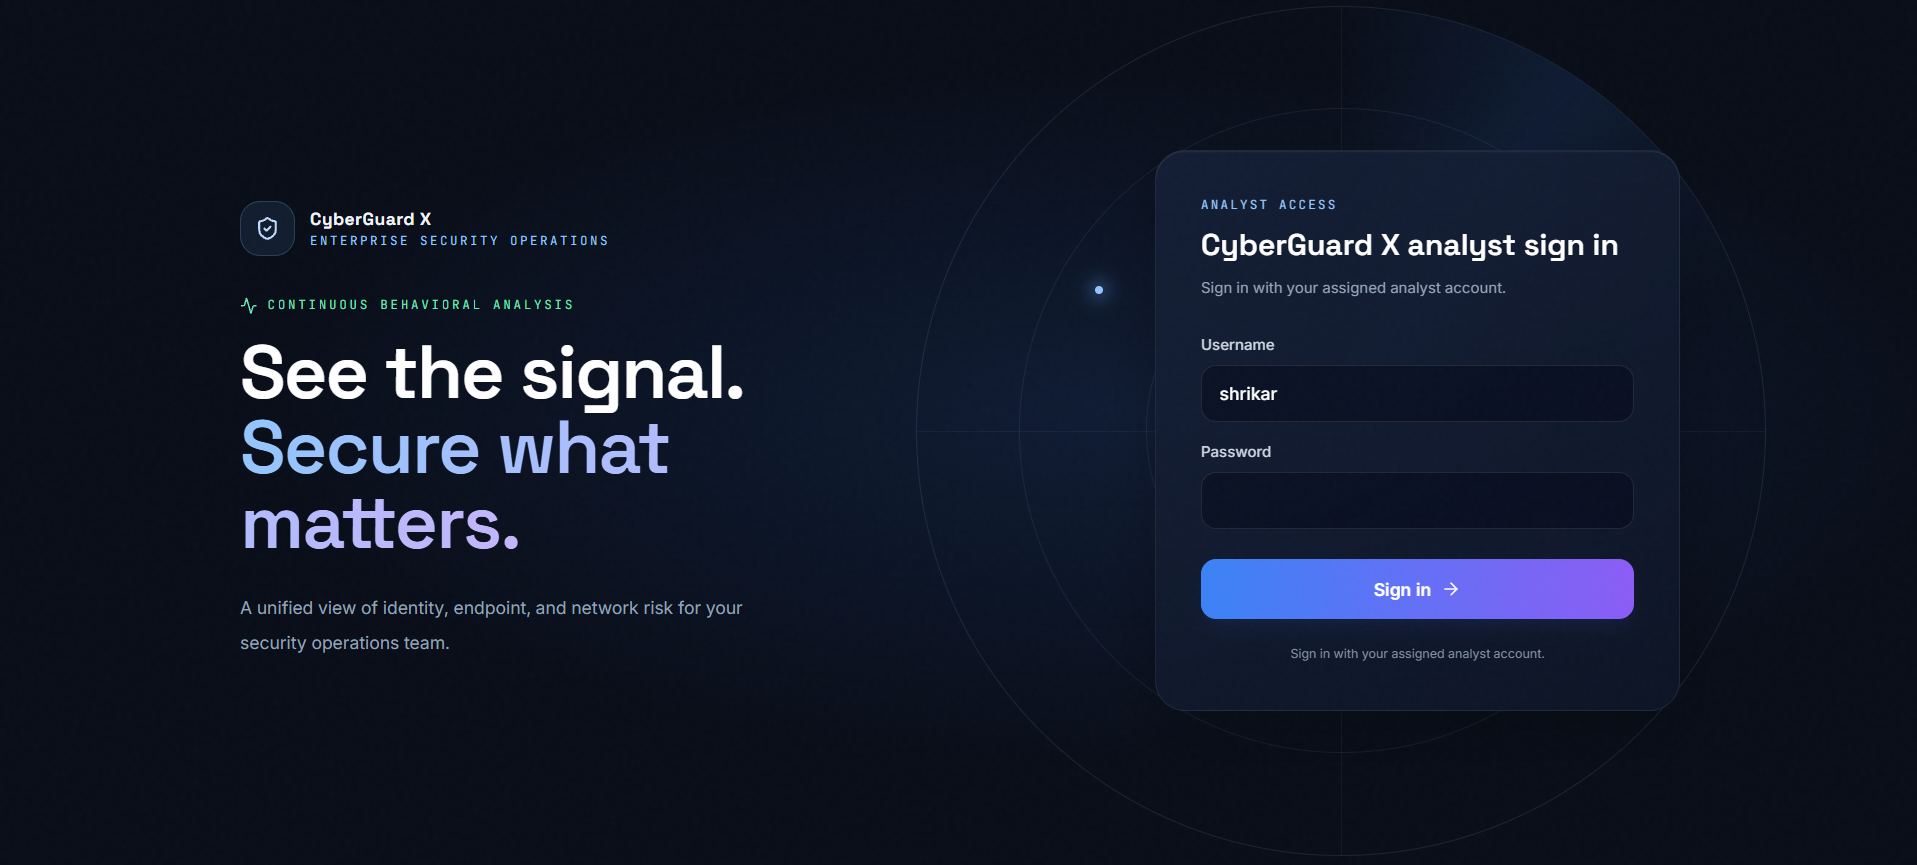 CyberGuard X
ENTERPRISE SECURITY OPERATIONS
CONTINUOUS BEHAVIORAL ANALYSIS
See the signal.
Secure what
matters.
A unified view of identity, endpoint, and network risk for your
security operations team.
ANALYST ACCESS
CyberGuard X analyst sign in
Sign in with your assigned analyst account.
Username
shrikar
Password
Sign in
Sign in with your assigned analyst account.